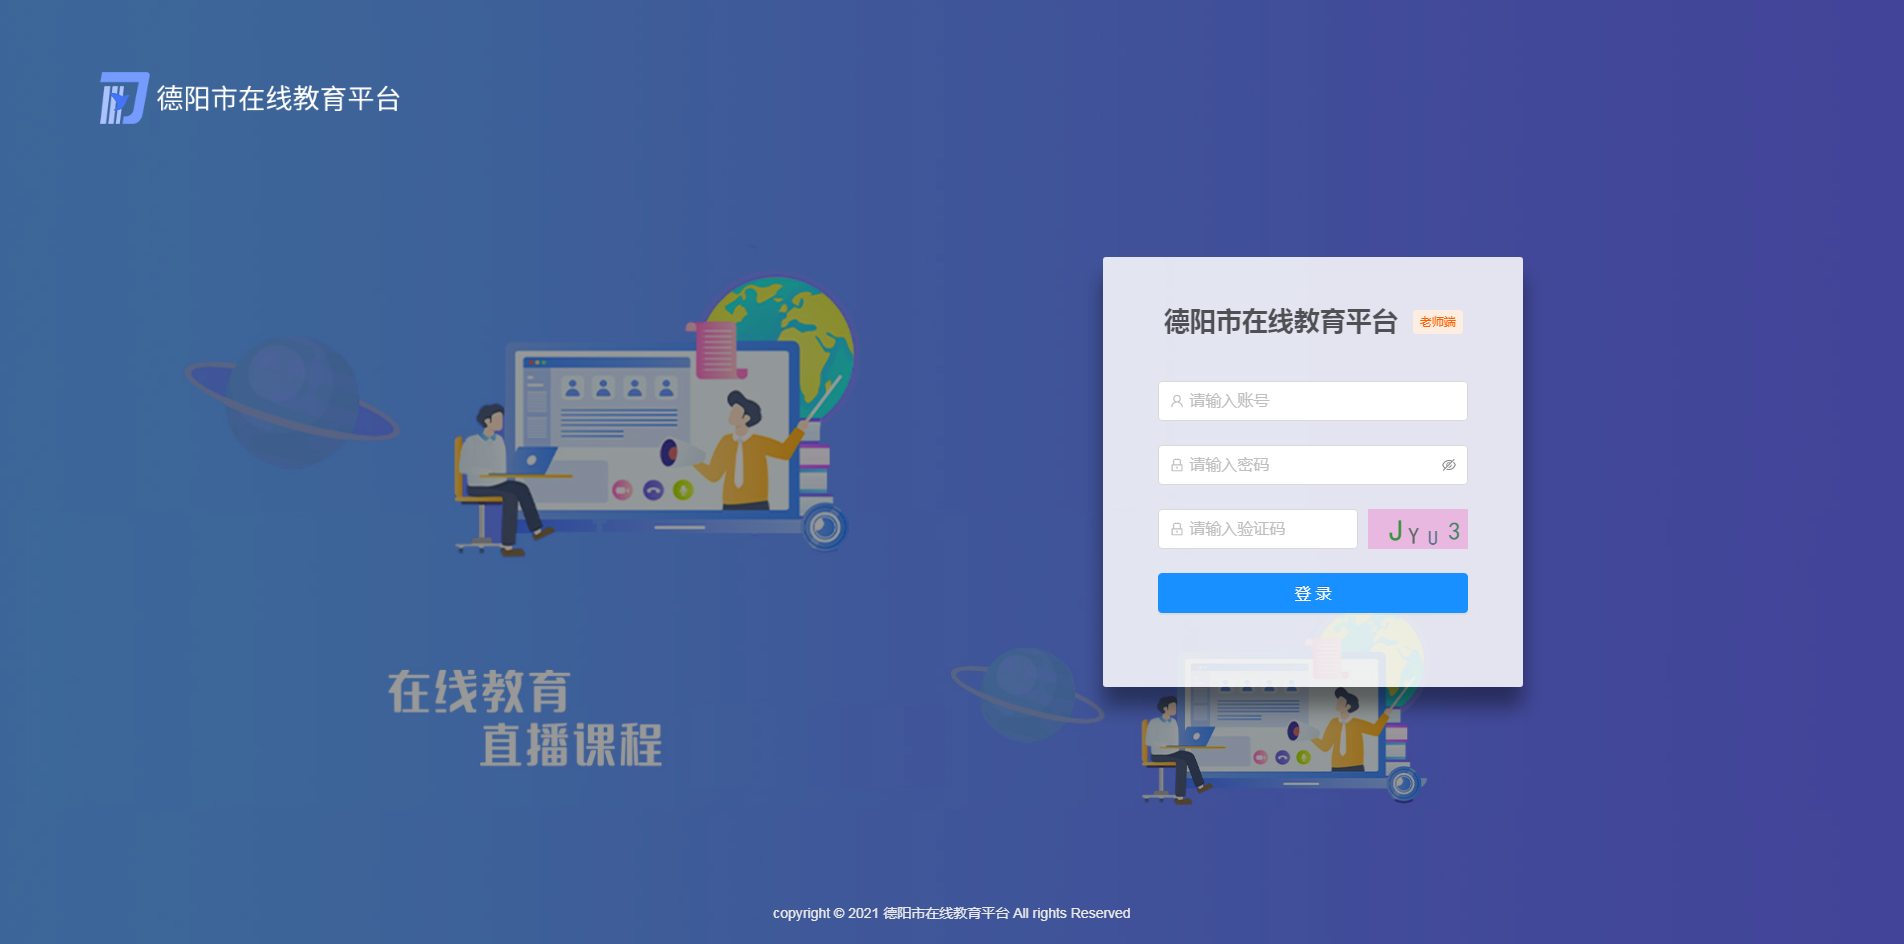 德阳市在线教育平台
德阳市在线教育平台 老师端
请输入账号
请输入密码
请输入验证码 JYU3
登录
在线教育
直播课程
copyright © 2021 德阳市在线教育平台 All rights Reserved